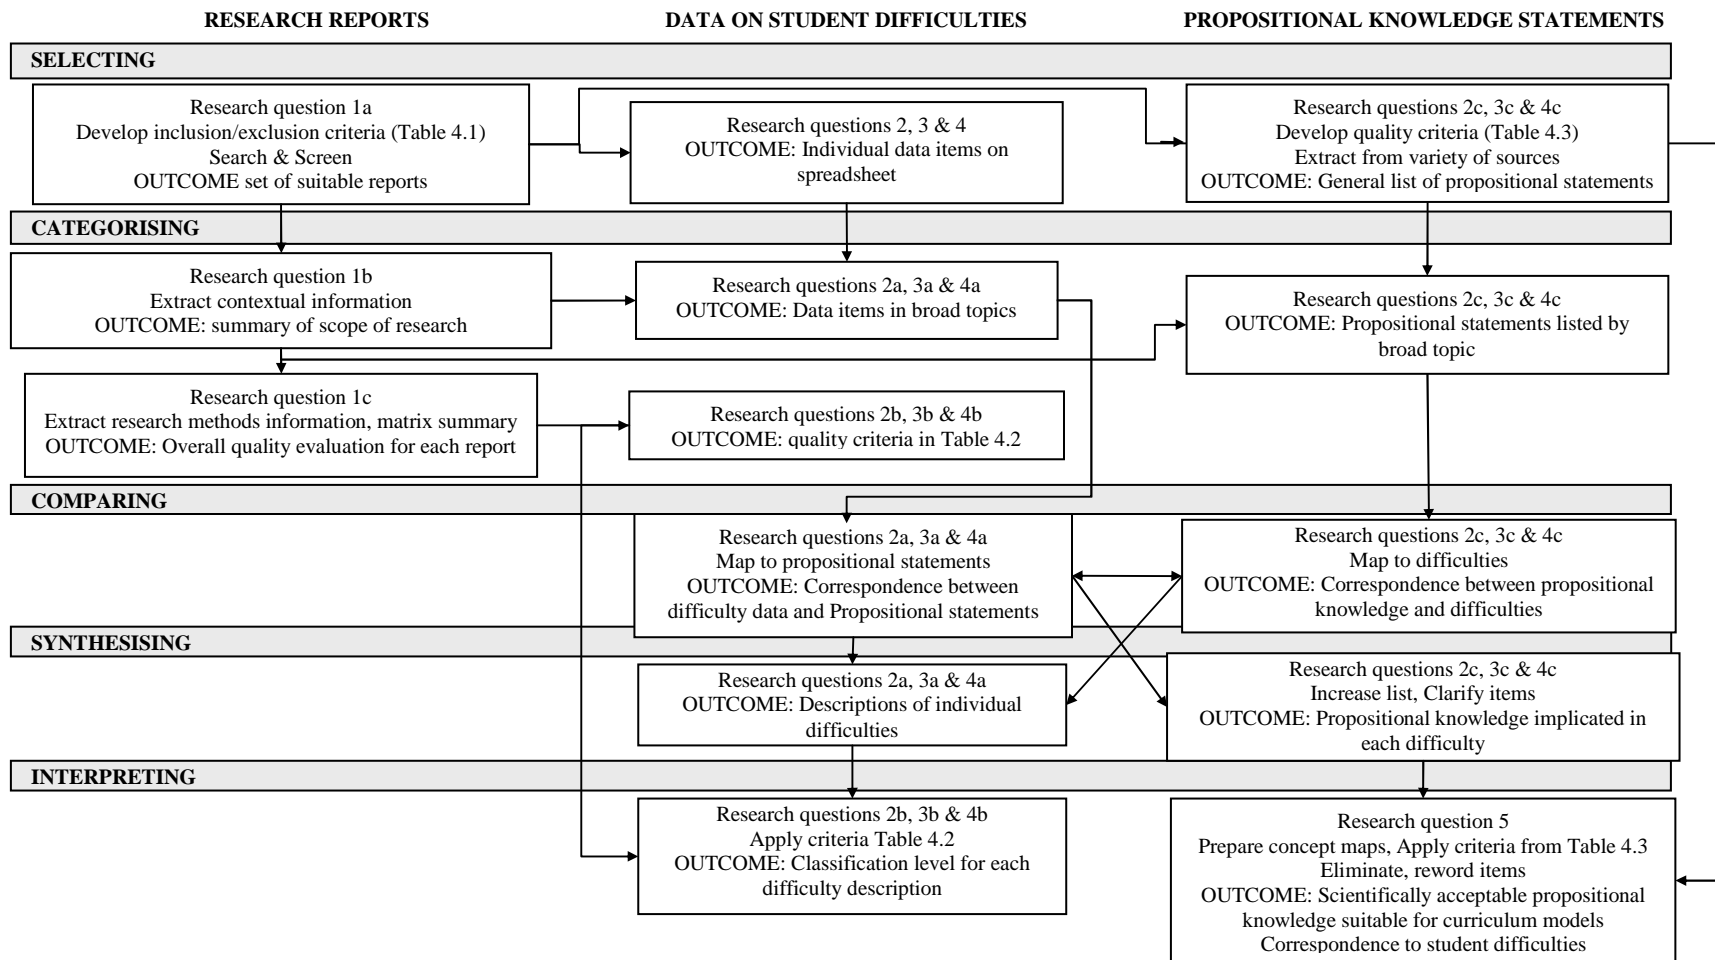 RESEARCH REPORTS
DATA ON STUDENT DIFFICULTIES
PROPOSITIONAL KNOWLEDGE STATEMENTS
SELECTING
Research question 1a
Develop inclusion/exclusion criteria (Table 4.1)
Search & Screen
OUTCOME set of suitable reports
Research questions 2, 3 & 4
OUTCOME: Individual data items on
spreadsheet
Research questions 2c, 3c & 4c
Develop quality criteria (Table 4.3)
Extract from variety of sources
OUTCOME: General list of propositional statements
CATEGORISING
Research question 1b
Extract contextual information
OUTCOME: summary of scope of research
Research questions 2a, 3a & 4a
OUTCOME: Data items in broad topics
Research questions 2c, 3c & 4c
OUTCOME: Propositional statements listed by
broad topic
Research question 1c
Extract research methods information, matrix summary
OUTCOME: Overall quality evaluation for each report
Research questions 2b, 3b & 4b
OUTCOME: quality criteria in Table 4.2
COMPARING
Research questions 2a, 3a & 4a
Map to propositional statements
OUTCOME: Correspondence between
difficulty data and Propositional statements
Research questions 2c, 3c & 4c
Map to difficulties
OUTCOME: Correspondence between propositional
knowledge and difficulties
SYNTHESISING
Research questions 2a, 3a & 4a
OUTCOME: Descriptions of individual
difficulties
Research questions 2c, 3c & 4c
Increase list, Clarify items
OUTCOME: Propositional knowledge implicated in
each difficulty
INTERPRETING
Research questions 2b, 3b & 4b
Apply criteria Table 4.2
OUTCOME: Classification level for each
difficulty description
Research question 5
Prepare concept maps, Apply criteria from Table 4.3
Eliminate, reword items
OUTCOME: Scientifically acceptable propositional
knowledge suitable for curriculum models
Correspondence to student difficulties